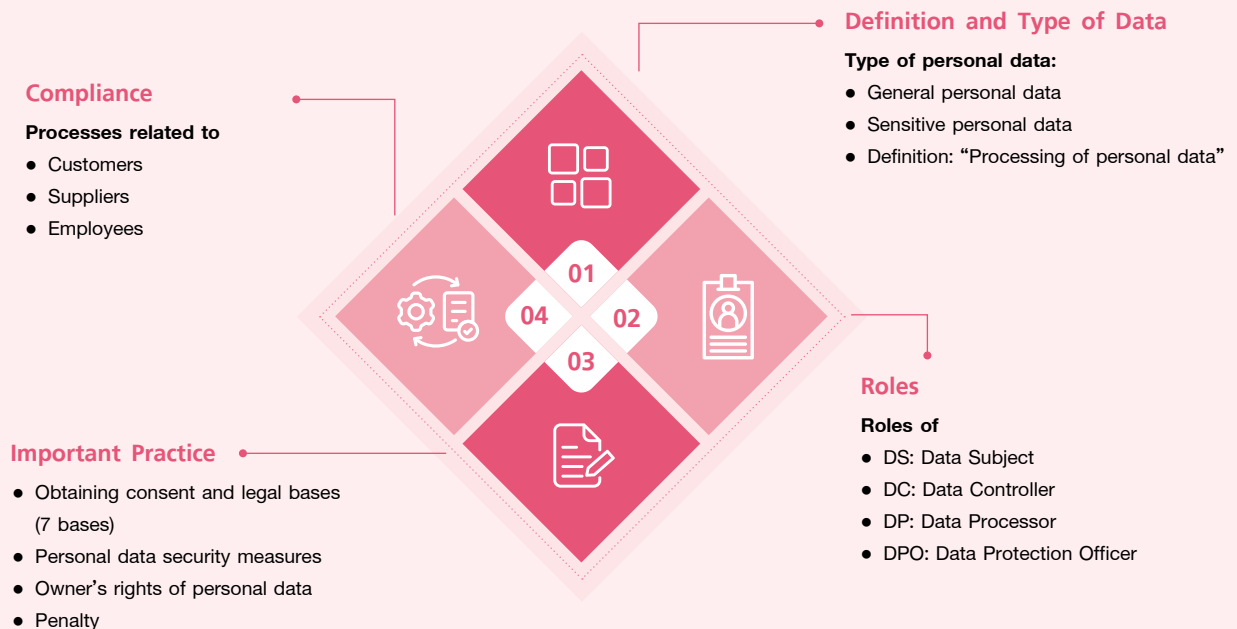 Definition and Type of Data
Type of personal data:
● General personal data
● Sensitive personal data
● Definition: “Processing of personal data”
Compliance
Processes related to
● Customers
● Suppliers
● Employees
01
04
02
03
Roles
Roles of
● DS: Data Subject
● DC: Data Controller
● DP: Data Processor
● DPO: Data Protection Officer
Important Practice
● Obtaining consent and legal bases
(7 bases)
● Personal data security measures
● Owner’s rights of personal data
● Penalty